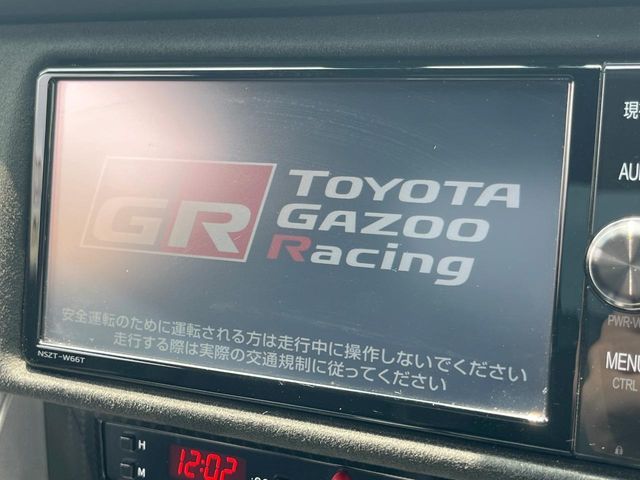 GR
TOYOTA
GAZOO
Racing
安全運転のために運転される方は走行中に操作しないでください
走行する際は実際の交通規制に従ってください
NSZT-W66T
現
AU
PWR-V
MENU
CTRL
H
M
12:02